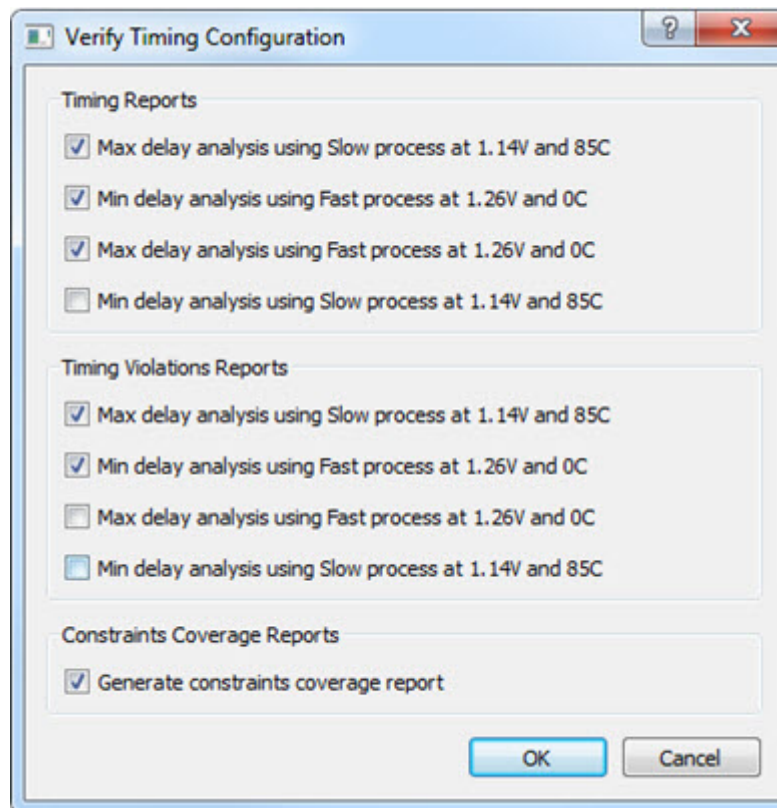 Verify Timing Configuration
Timing Reports
Max delay analysis using Slow process at 1.14V and 85C
Min delay analysis using Fast process at 1.26V and 0C
Max delay analysis using Fast process at 1.26V and 0C
Min delay analysis using Slow process at 1.14V and 85C
Timing Violations Reports
Max delay analysis using Slow process at 1.14V and 85C
Min delay analysis using Fast process at 1.26V and 0C
Max delay analysis using Fast process at 1.26V and 0C
Min delay analysis using Slow process at 1.14V and 85C
Constraints Coverage Reports
Generate constraints coverage report
OK Cancel